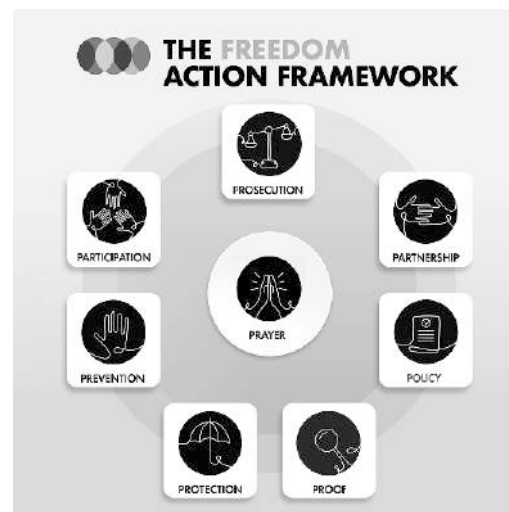 THE FREEDOM
ACTION FRAMEWORK
PROSECUTION
PARTICIPATION
PARTNERSHIP
PRAYER
PREVENTION
POLICY
PROTECTION
PROOF